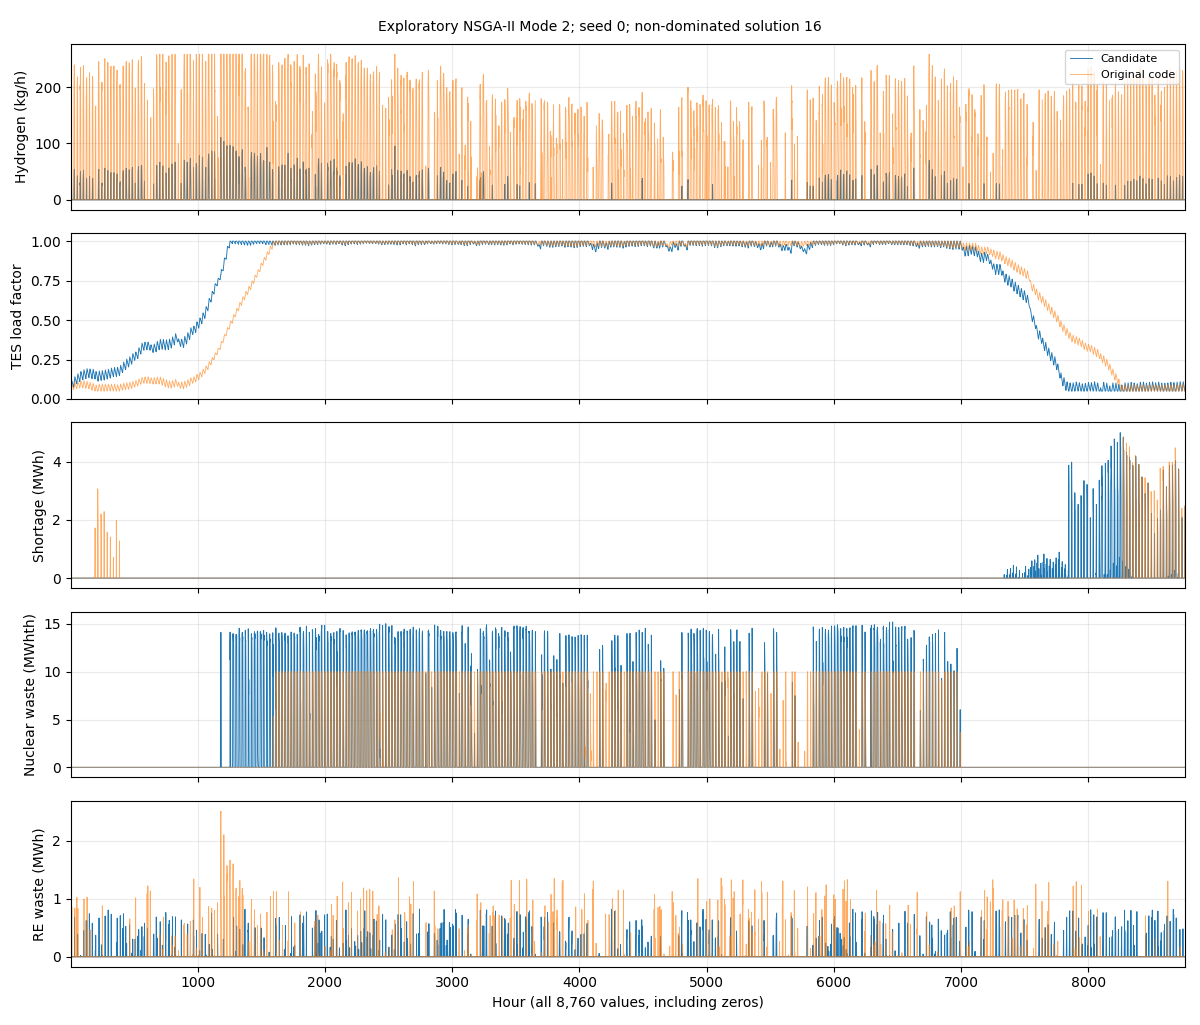 Exploratory NSGA-II Mode 2; seed 0; non-dominated solution 16
Hydrogen (kg/h)
200
100
0
Candidate
Original code
TES load factor
1.00
0.75
0.50
0.25
0.00
Shortage (MWh)
4
2
0
Nuclear waste (MWhth)
15
10
5
0
RE waste (MWh)
2
1
0
1000 2000 3000 4000 5000 6000 7000 8000
Hour (all 8,760 values, including zeros)